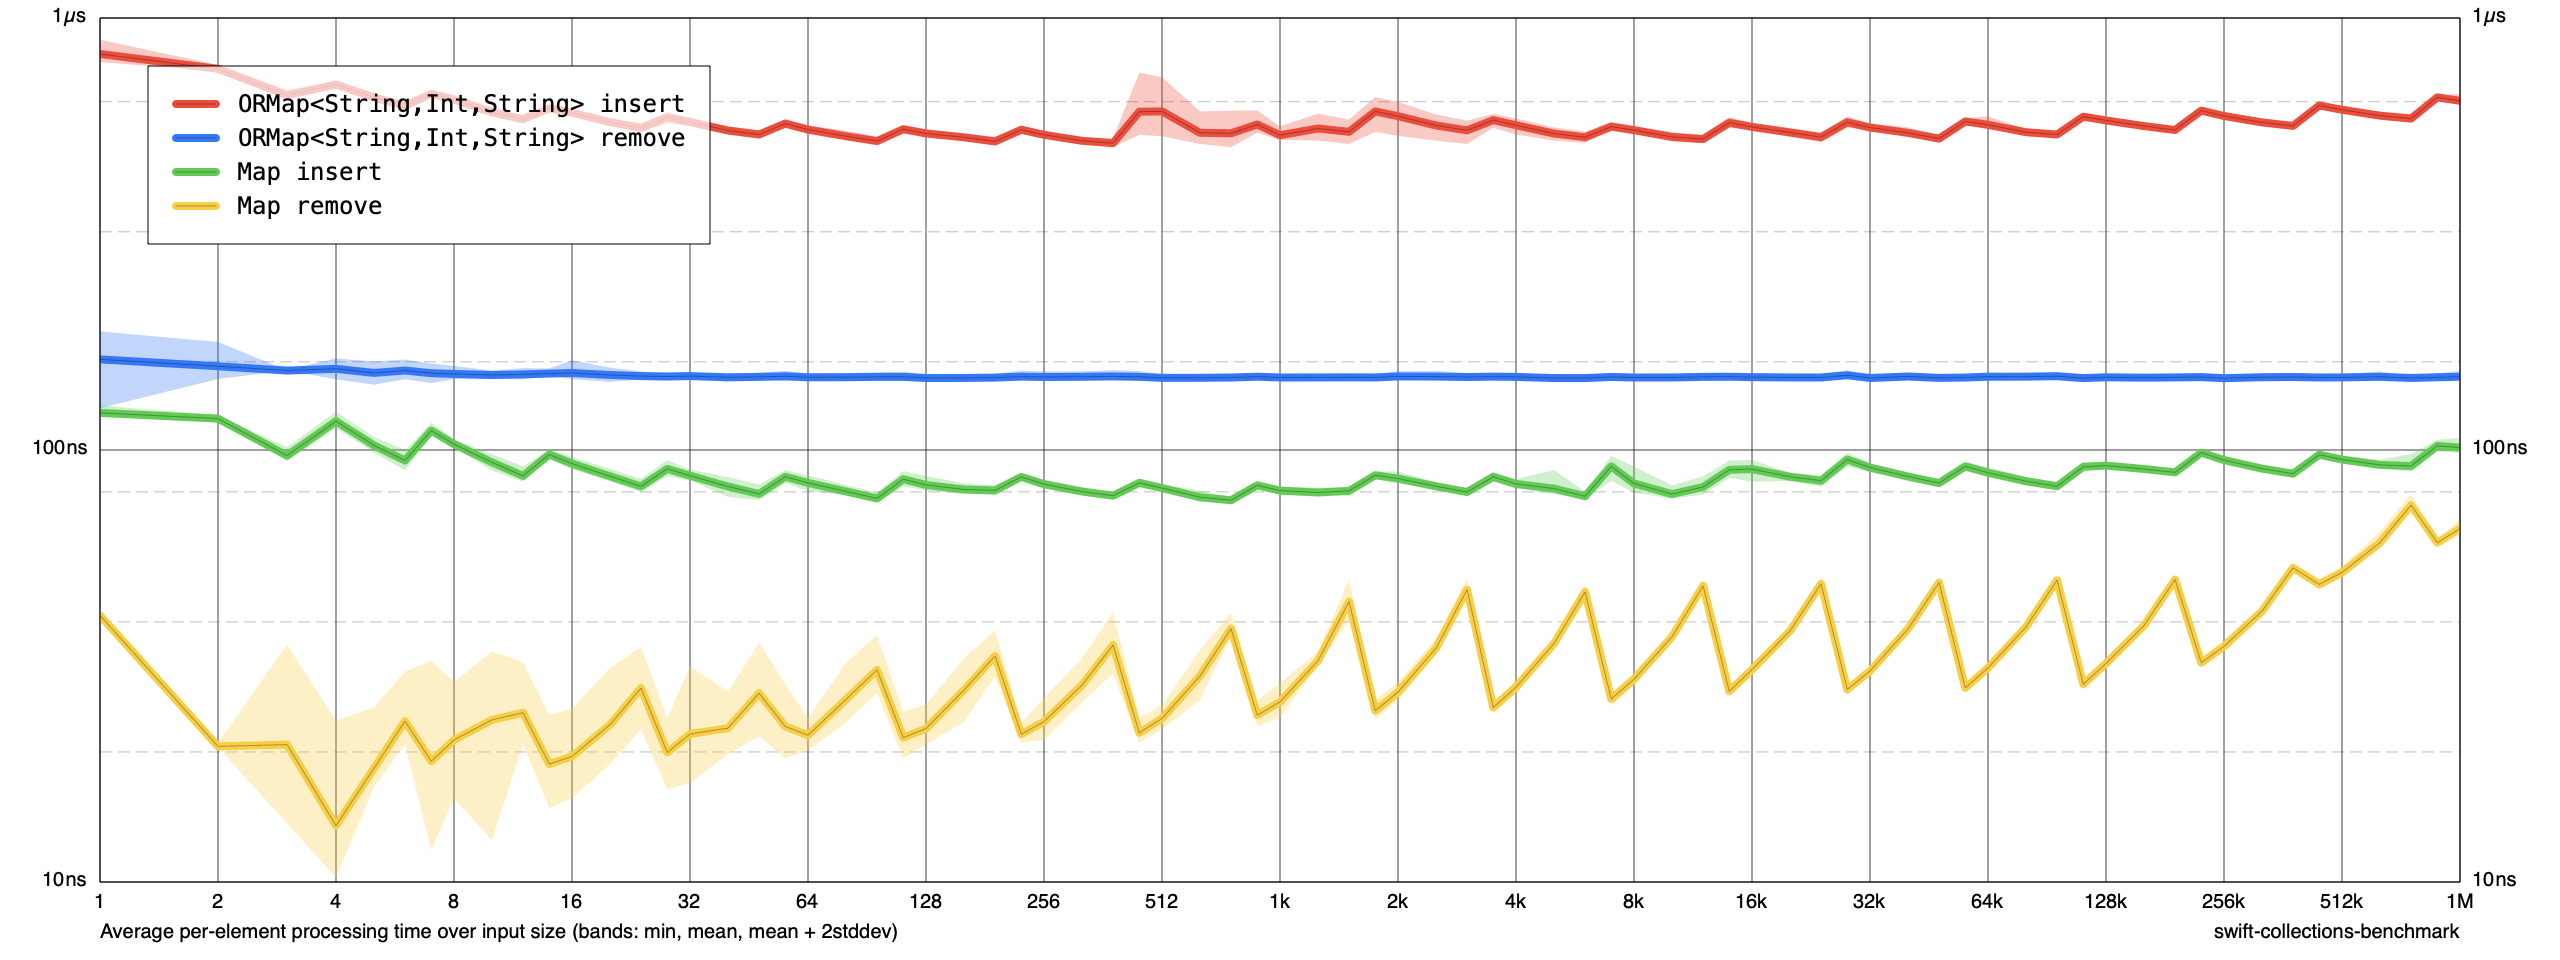 1µs
1µs
ORMap<String,Int,String> insert
ORMap<String,Int,String> remove
Map insert
Map remove
100ns
100ns
10ns
10ns
1 2 4 8 16 32 64 128 256 512 1k 2k 4k 8k 16k 32k 64k 128k 256k 512k 1M
Average per-element processing time over input size (bands: min, mean, mean + 2stddev)
swift-collections-benchmark